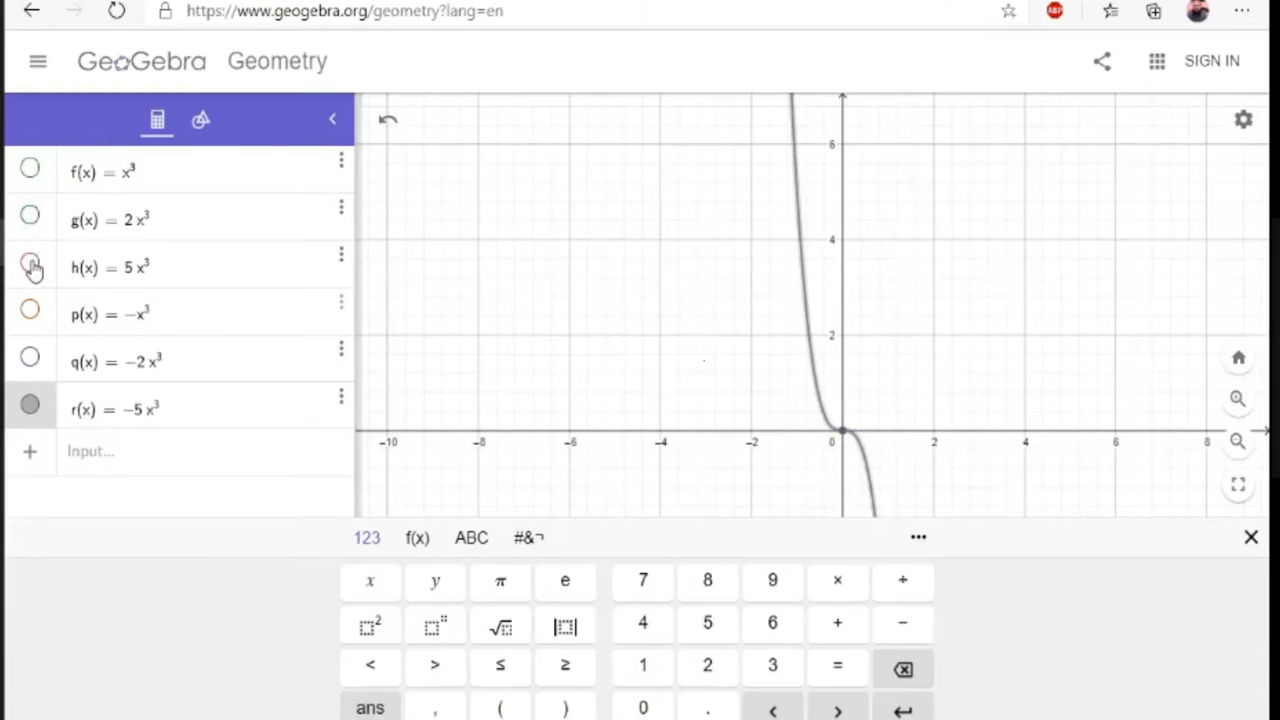 https://www.geogebra.org/geometry?lang=en
ABP
GeoGebra Geometry
SIGN IN
f(x) = x³
g(x) = 2 x³
h(x) = 5 x³
p(x) = −x³
q(x) = −2 x³
r(x) = −5 x³
+ Input...
6
4
2
−10 −8 −6 −4 −2 0 2 4 6 8
123 f(x) ABC #&¬ •••
x y π e 7 8 9 × ÷
□² □^□ √□ |□| 4 5 6 + −
< > ≤ ≥ 1 2 3 =
ans , ( ) 0 . < >